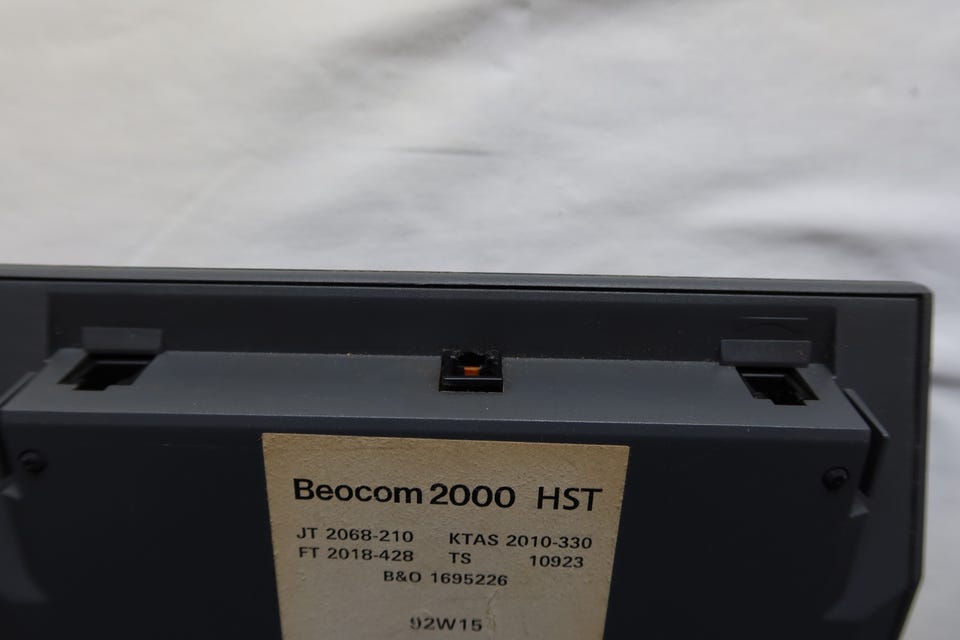 Beocom 2000 HST
JT 2068-210 KTAS 2010-330
FT 2018-428 TS 10923
B&O 1695226
92W15